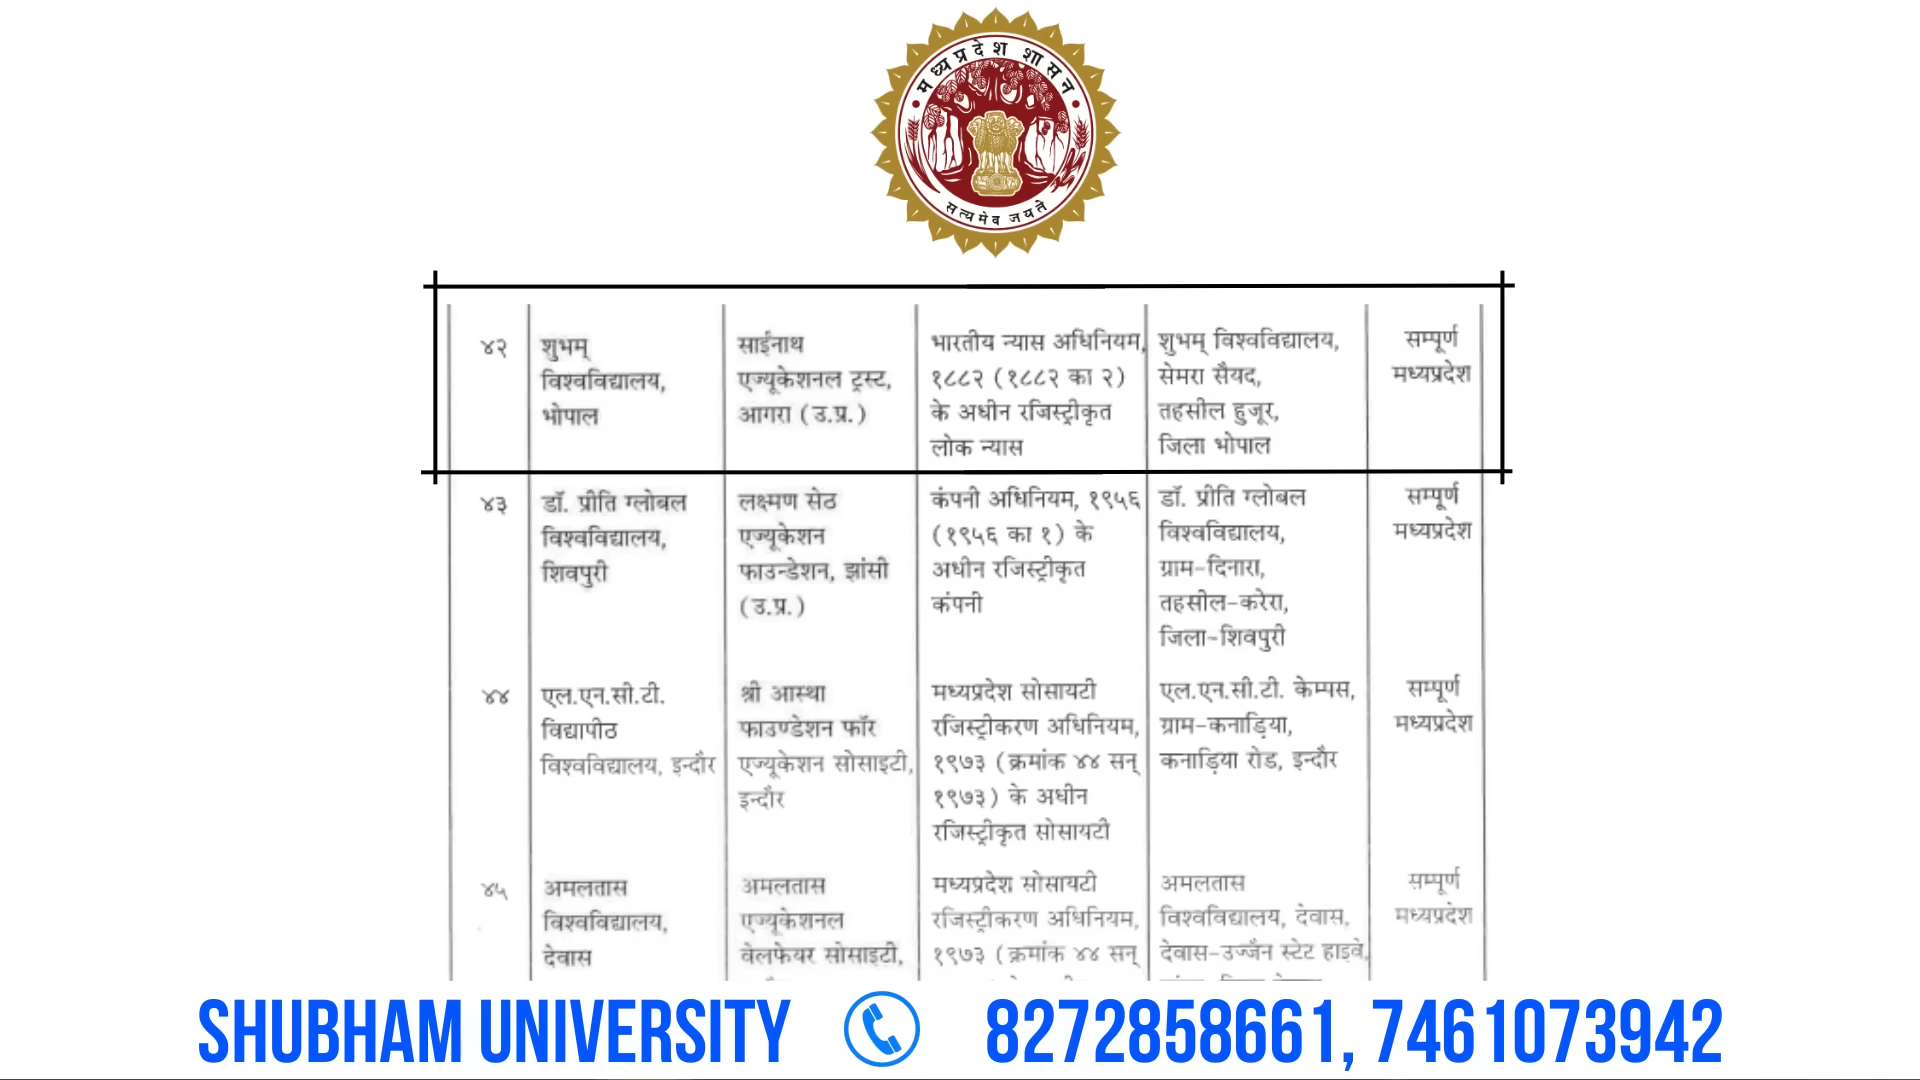 मध्यप्रदेश शासन
सत्यमेव जयते
४२
शुभम्
विश्वविद्यालय,
भोपाल
साईनाथ
एज्यूकेशनल ट्रस्ट,
आगरा (उ.प्र.)
भारतीय न्यास अधिनियम,
१८८२ (१८८२ का २)
के अधीन रजिस्ट्रीकृत
लोक न्यास
शुभम् विश्वविद्यालय,
सेमरा सैयद,
तहसील हुजूर,
जिला भोपाल
सम्पूर्ण
मध्यप्रदेश
४३
डॉ. प्रीति ग्लोबल
विश्वविद्यालय,
शिवपुरी
लक्ष्मण सेठ
एज्यूकेशन
फाउन्डेशन, झांसी
(उ.प्र.)
कंपनी अधिनियम, १९५६
(१९५६ का १) के
अधीन रजिस्ट्रीकृत
कंपनी
डॉ. प्रीति ग्लोबल
विश्वविद्यालय,
ग्राम-दिनारा,
तहसील-करेरा,
जिला-शिवपुरी
सम्पूर्ण
मध्यप्रदेश
४४
एल.एन.सी.टी.
विद्यापीठ
विश्वविद्यालय, इन्दौर
श्री आस्था
फाउण्डेशन फॉर
एज्यूकेशन सोसाइटी,
इन्दौर
मध्यप्रदेश सोसायटी
रजिस्ट्रीकरण अधिनियम,
१९७३ (क्रमांक ४४ सन्
१९७३) के अधीन
रजिस्ट्रीकृत सोसायटी
एल.एन.सी.टी. केम्पस,
ग्राम-कनाड़िया,
कनाड़िया रोड, इन्दौर
सम्पूर्ण
मध्यप्रदेश
४५
अमलतास
विश्वविद्यालय,
देवास
अमलतास
एज्यूकेशनल
वेलफेयर सोसाइटी,
मध्यप्रदेश सोसायटी
रजिस्ट्रीकरण अधिनियम,
१९७३ (क्रमांक ४४ सन्
अमलतास
विश्वविद्यालय, देवास,
देवास-उज्जैन स्टेट हाइवे,
सम्पूर्ण
मध्यप्रदेश
SHUBHAM UNIVERSITY 8272858661, 7461073942